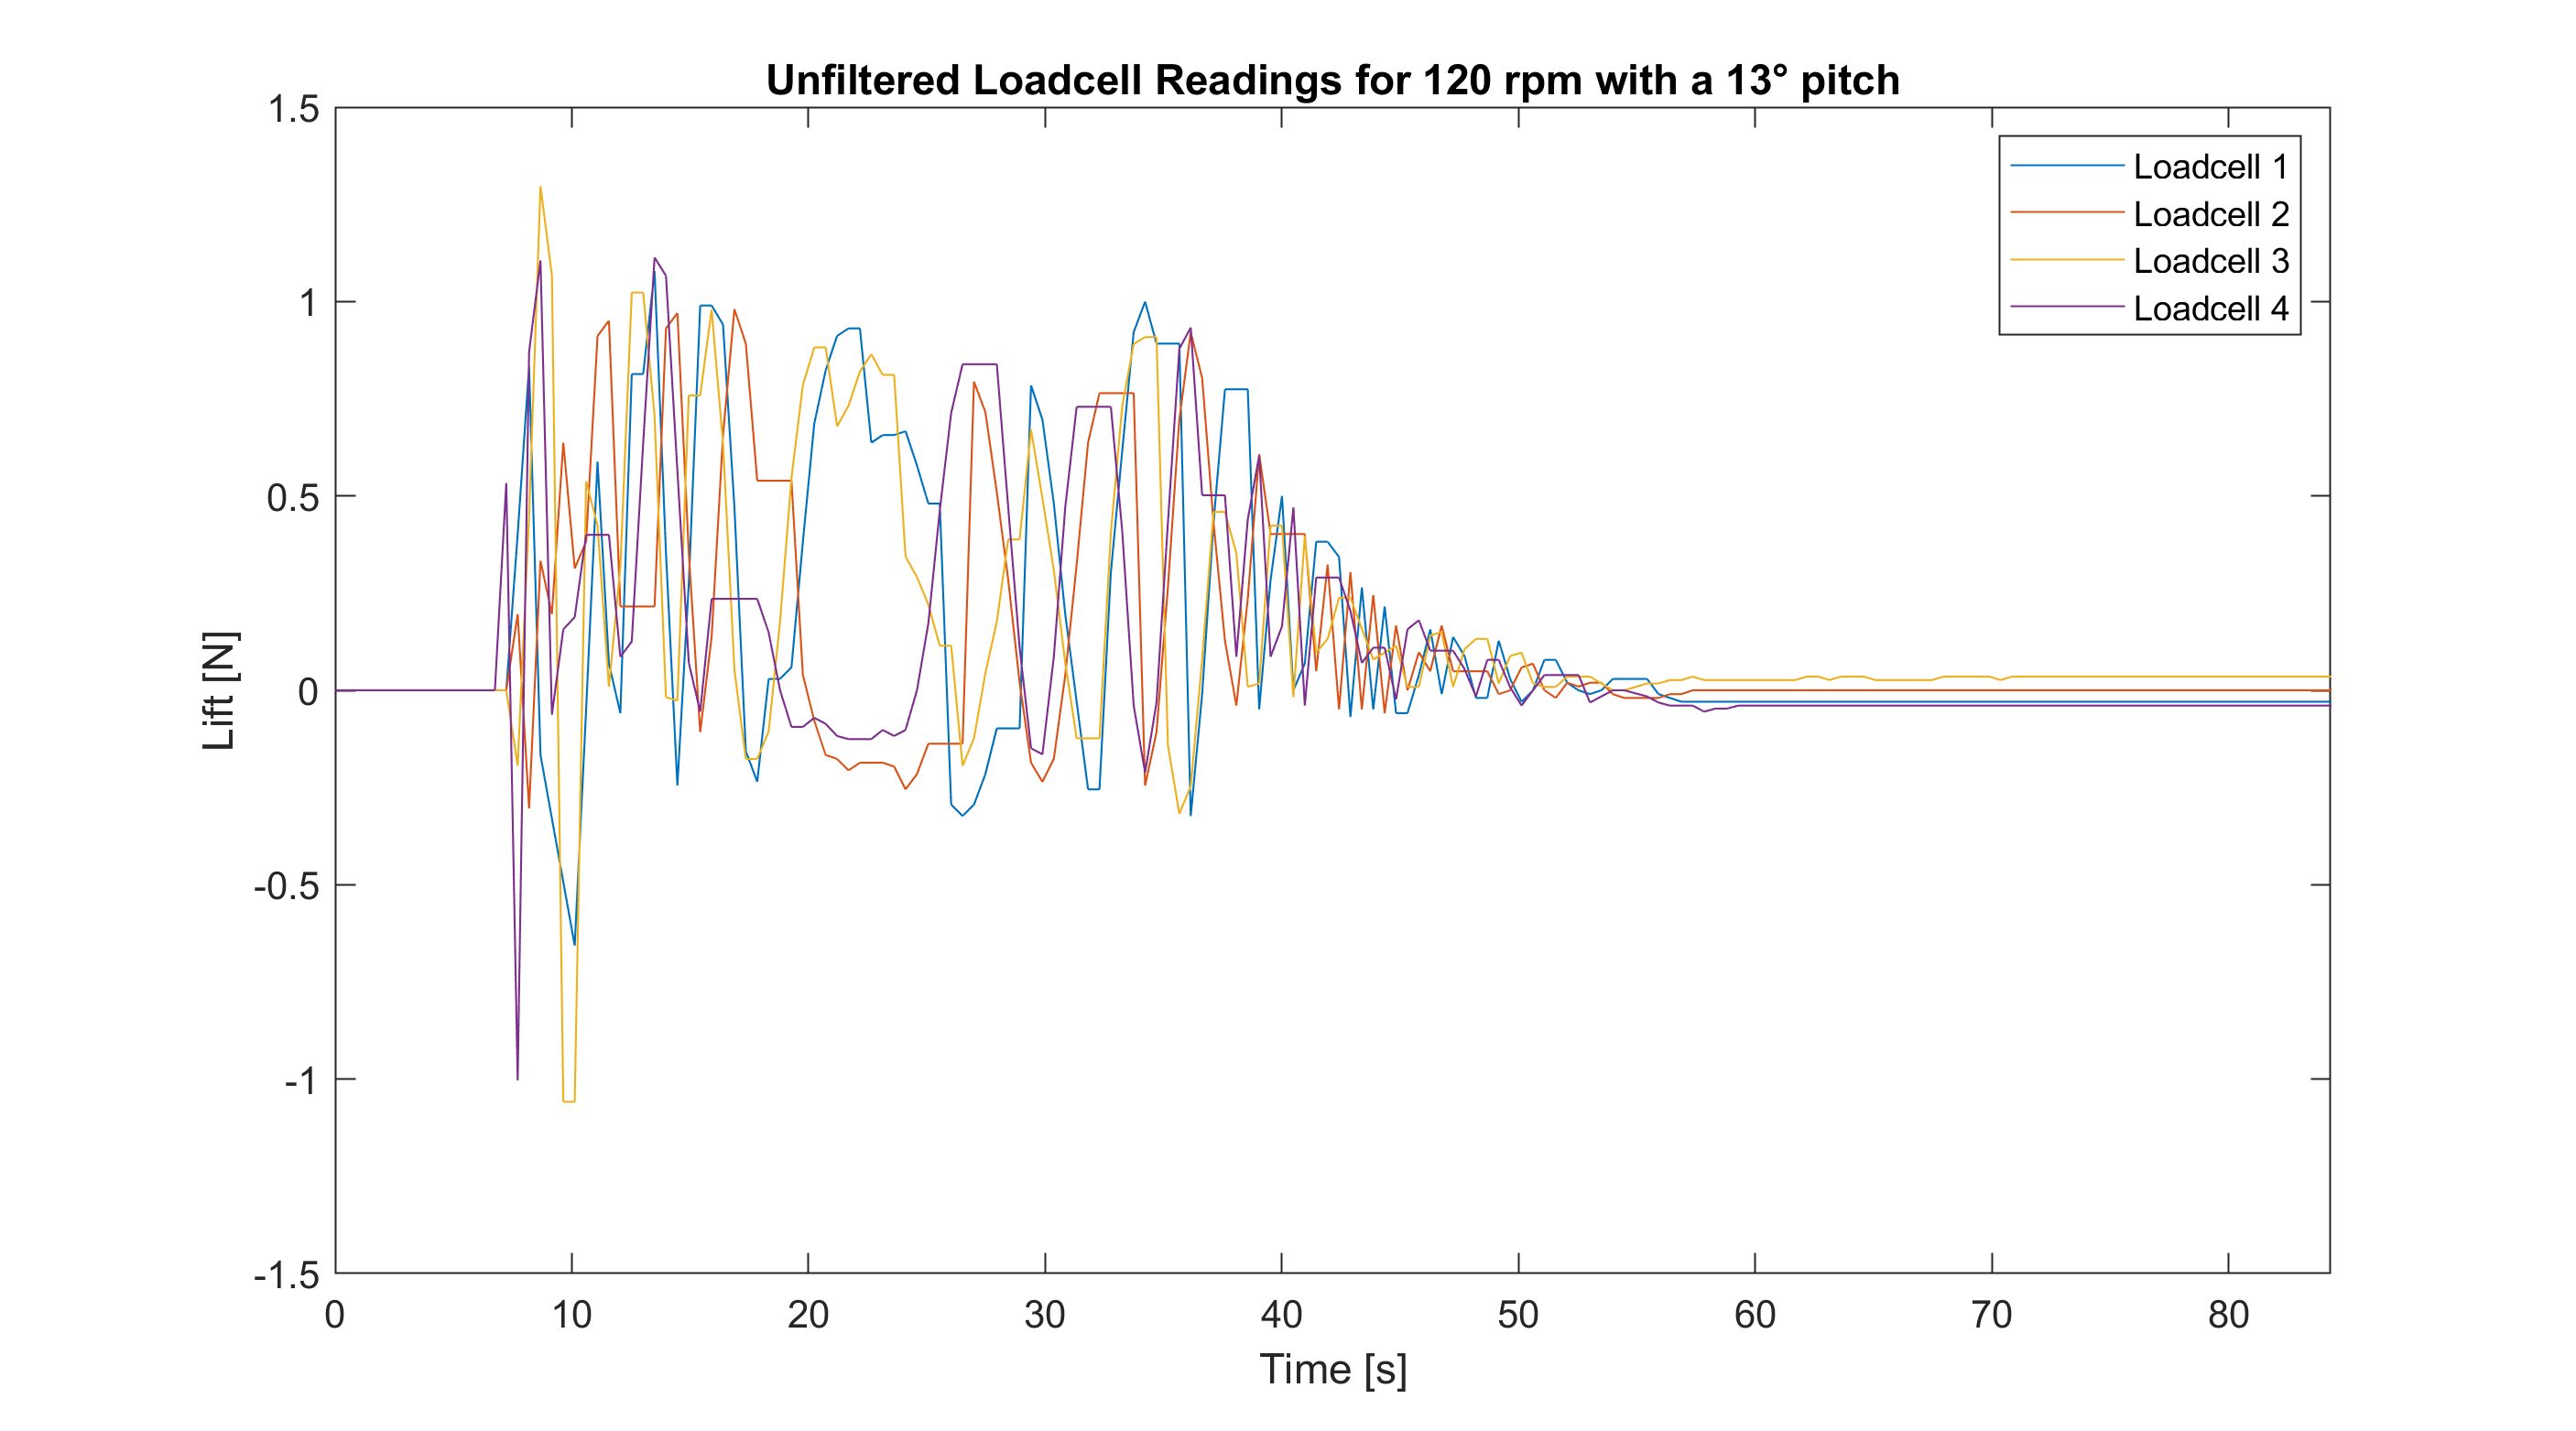 Unfiltered Loadcell Readings for 120 rpm with a 13° pitch
1.5
1
0.5
0
-0.5
-1
-1.5
Lift [N]
Loadcell 1
Loadcell 2
Loadcell 3
Loadcell 4
0 10 20 30 40 50 60 70 80
Time [s]